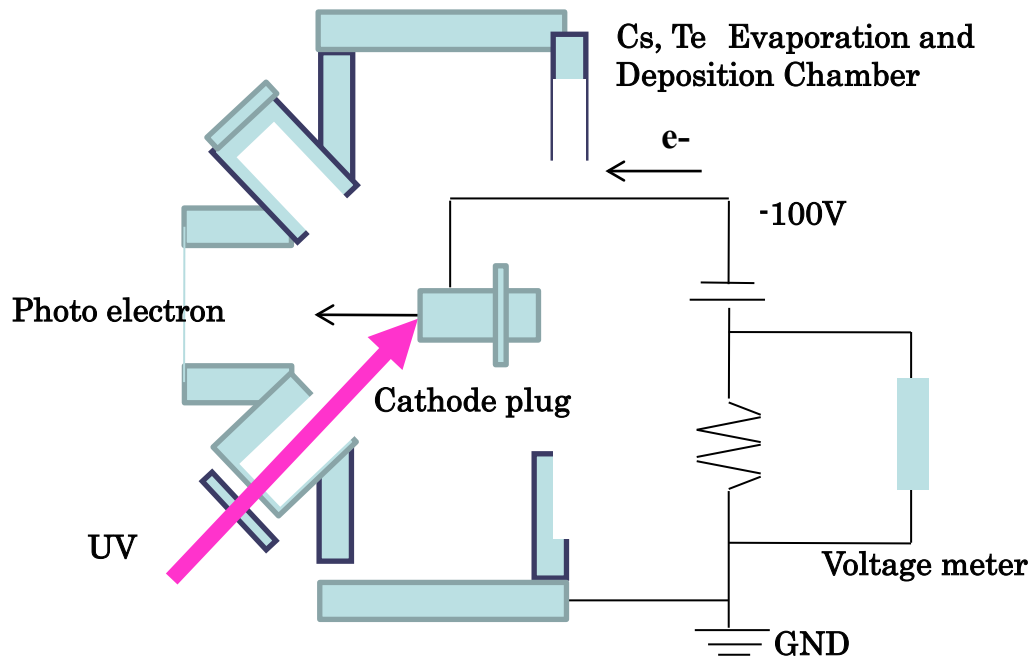 Cs, Te Evaporation and
Deposition Chamber
e-
-100V
Photo electron
Cathode plug
UV
Voltage meter
GND